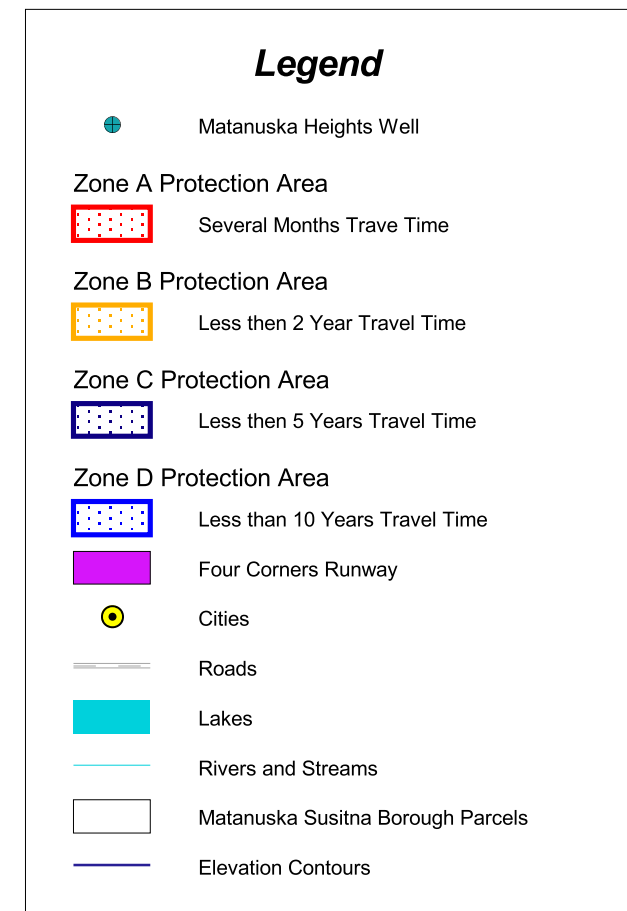 Legend
Matanuska Heights Well
Zone A Protection Area
Several Months Trave Time
Zone B Protection Area
Less then 2 Year Travel Time
Zone C Protection Area
Less then 5 Years Travel Time
Zone D Protection Area
Less than 10 Years Travel Time
Four Corners Runway
Cities
Roads
Lakes
Rivers and Streams
Matanuska Susitna Borough Parcels
Elevation Contours